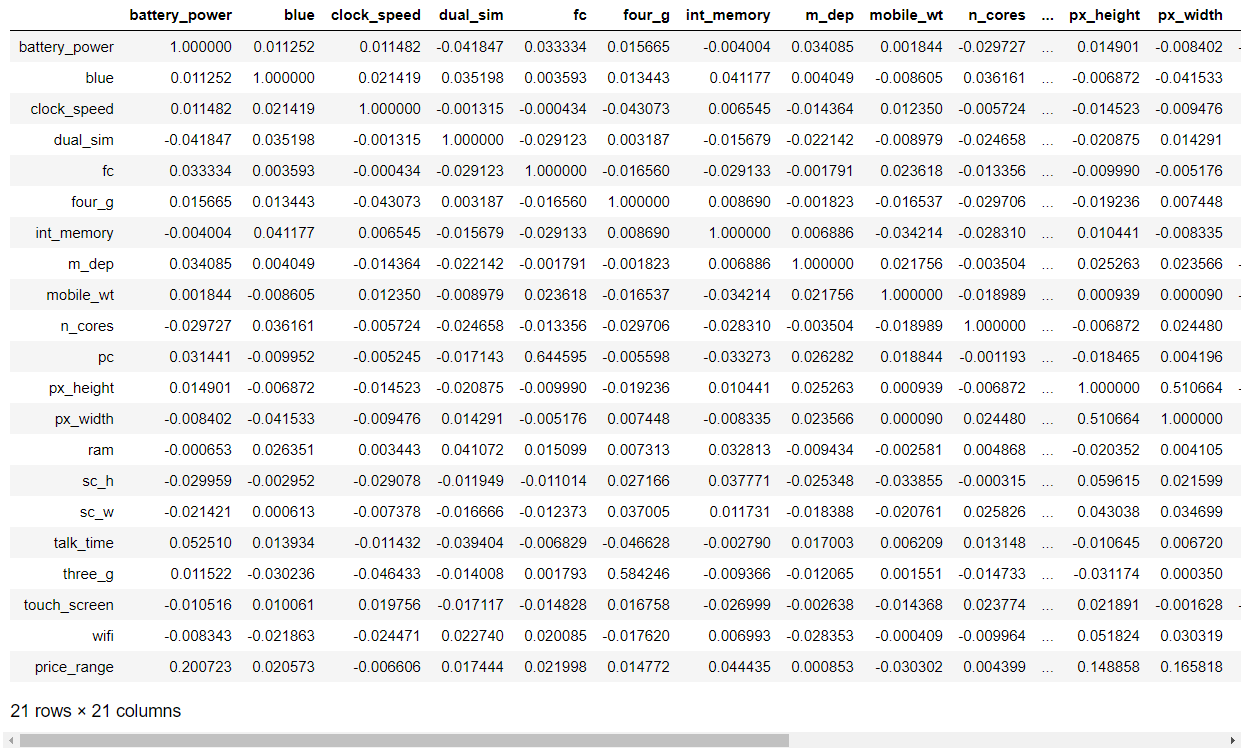 battery_power blue clock_speed dual_sim fc four_g int_memory m_dep mobile_wt n_cores ... px_height px_width
battery_power 1.000000 0.011252 0.011482 -0.041847 0.033334 0.015665 -0.004004 0.034085 0.001844 -0.029727 ... 0.014901 -0.008402
blue 0.011252 1.000000 0.021419 0.035198 0.003593 0.013443 0.041177 0.004049 -0.008605 0.036161 ... -0.006872 -0.041533
clock_speed 0.011482 0.021419 1.000000 -0.001315 -0.000434 -0.043073 0.006545 -0.014364 0.012350 -0.005724 ... -0.014523 -0.009476
dual_sim -0.041847 0.035198 -0.001315 1.000000 -0.029123 0.003187 -0.015679 -0.022142 -0.008979 -0.024658 ... -0.020875 0.014291
fc 0.033334 0.003593 -0.000434 -0.029123 1.000000 -0.016560 -0.029133 -0.001791 0.023618 -0.013356 ... -0.009990 -0.005176
four_g 0.015665 0.013443 -0.043073 0.003187 -0.016560 1.000000 0.008690 -0.001823 -0.016537 -0.029706 ... -0.019236 0.007448
int_memory -0.004004 0.041177 0.006545 -0.015679 -0.029133 0.008690 1.000000 0.006886 -0.034214 -0.028310 ... 0.010441 -0.008335
m_dep 0.034085 0.004049 -0.014364 -0.022142 -0.001791 -0.001823 0.006886 1.000000 0.021756 -0.003504 ... 0.025263 0.023566
mobile_wt 0.001844 -0.008605 0.012350 -0.008979 0.023618 -0.016537 -0.034214 0.021756 1.000000 -0.018989 ... 0.000939 0.000090
n_cores -0.029727 0.036161 -0.005724 -0.024658 -0.013356 -0.029706 -0.028310 -0.003504 -0.018989 1.000000 ... -0.006872 0.024480
pc 0.031441 -0.009952 -0.005245 -0.017143 0.644595 -0.005598 -0.033273 0.026282 0.018844 -0.001193 ... -0.018465 0.004196
px_height 0.014901 -0.006872 -0.014523 -0.020875 -0.009990 -0.019236 0.010441 0.025263 0.000939 -0.006872 ... 1.000000 0.510664
px_width -0.008402 -0.041533 -0.009476 0.014291 -0.005176 0.007448 -0.008335 0.023566 0.000090 0.024480 ... 0.510664 1.000000
ram -0.000653 0.026351 0.003443 0.041072 0.015099 0.007313 0.032813 -0.009434 -0.002581 0.004868 ... -0.020352 0.004105
sc_h -0.029959 -0.002952 -0.029078 -0.011949 -0.011014 0.027166 0.037771 -0.025348 -0.033855 -0.000315 ... 0.059615 0.021599
sc_w -0.021421 0.000613 -0.007378 -0.016666 -0.012373 0.037005 0.011731 -0.018388 -0.020761 0.025826 ... 0.043038 0.034699
talk_time 0.052510 0.013934 -0.011432 -0.039404 -0.006829 -0.046628 -0.002790 0.017003 0.006209 0.013148 ... -0.010645 0.006720
three_g 0.011522 -0.030236 -0.046433 -0.014008 0.001793 0.584246 -0.009366 -0.012065 0.001551 -0.014733 ... -0.031174 0.000350
touch_screen -0.010516 0.010061 0.019756 -0.017117 -0.014828 0.016758 -0.026999 -0.002638 -0.014368 0.023774 ... 0.021891 -0.001628
wifi -0.008343 -0.021863 -0.024471 0.022740 0.020085 -0.017620 0.006993 -0.028353 -0.000409 -0.009964 ... 0.051824 0.030319
price_range 0.200723 0.020573 -0.006606 0.017444 0.021998 0.014772 0.044435 0.000853 -0.030302 0.004399 ... 0.148858 0.165818
21 rows × 21 columns